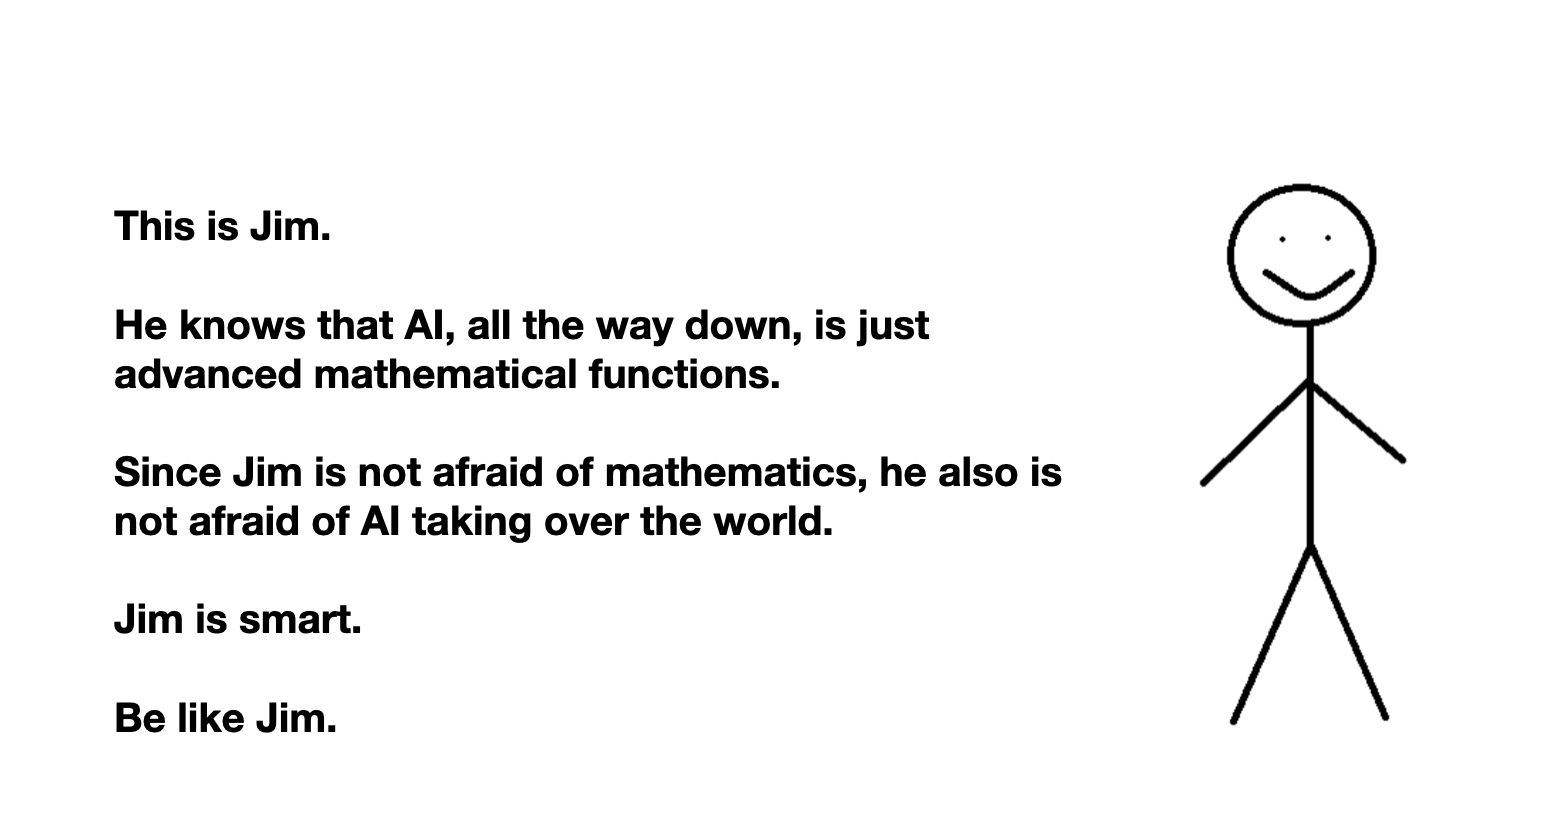 This is Jim.
He knows that AI, all the way down, is just
advanced mathematical functions.
Since Jim is not afraid of mathematics, he also is
not afraid of AI taking over the world.
Jim is smart.
Be like Jim.